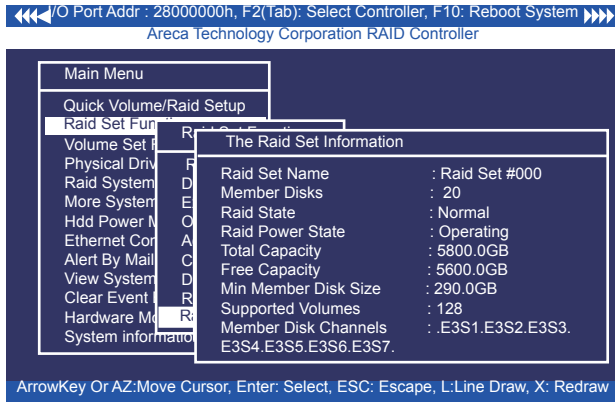 I/O Port Addr : 28000000h, F2(Tab): Select Controller, F10: Reboot System
Areca Technology Corporation RAID Controller
Main Menu
Quick Volume/Raid Setup
Raid Set Fun
Volume Set F
Physical Driv
Raid System
More System
Hdd Power M
Ethernet Con
Alert By Mail
View System
Clear Event
Hardware Mo
System informatio
Raid Set Function
R
D
E
O
A
C
D
R
Ra
The Raid Set Information
Raid Set Name : Raid Set #000
Member Disks : 20
Raid State : Normal
Raid Power State : Operating
Total Capacity : 5800.0GB
Free Capacity : 5600.0GB
Min Member Disk Size : 290.0GB
Supported Volumes : 128
Member Disk Channels : .E3S1.E3S2.E3S3.
E3S4.E3S5.E3S6.E3S7.
ArrowKey Or AZ:Move Cursor, Enter: Select, ESC: Escape, L:Line Draw, X: Redraw